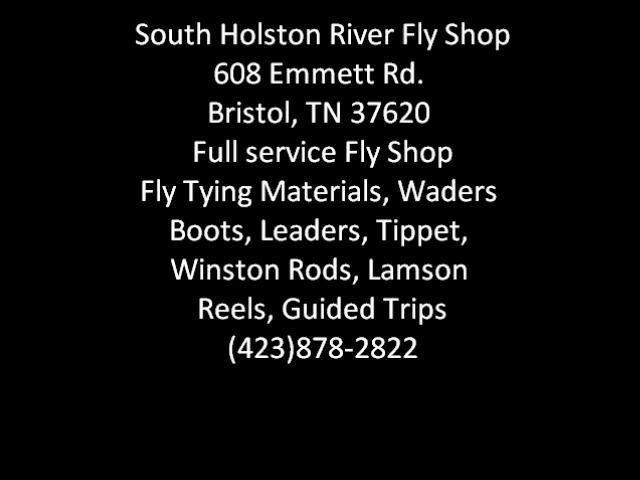 South Holston River Fly Shop
608 Emmett Rd.
Bristol, TN 37620
Full service Fly Shop
Fly Tying Materials, Waders
Boots, Leaders, Tippet,
Winston Rods, Lamson
Reels, Guided Trips
(423)878-2822